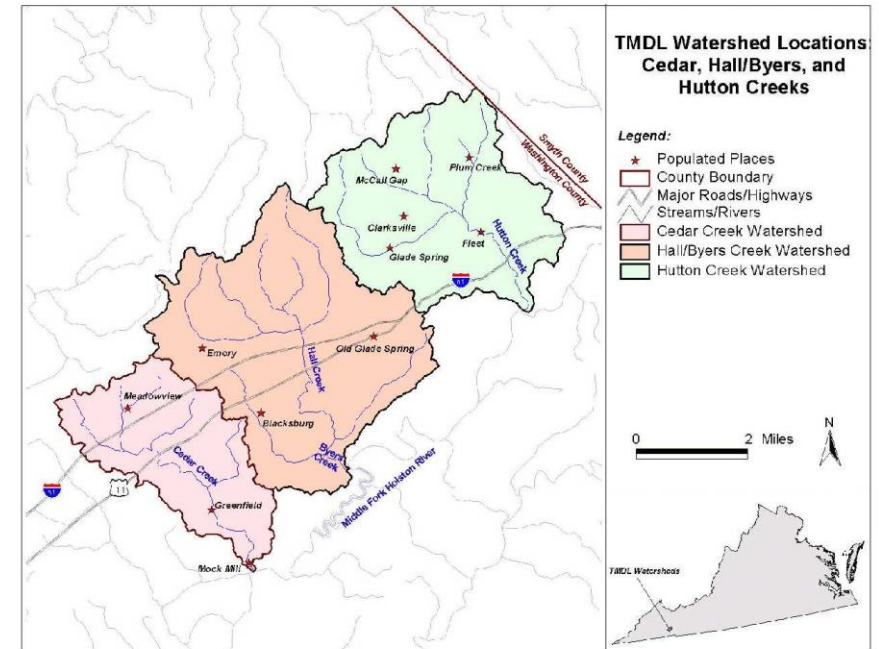 TMDL Watershed Locations:
Cedar, Hall/Byers, and
Hutton Creeks
Legend:
Populated Places
County Boundary
Major Roads/Highways
Streams/Rivers
Cedar Creek Watershed
Hall/Byers Creek Watershed
Hutton Creek Watershed
Smyth County
Washington County
McCall Gap
Plum Creek
Clarksville
Hutton Creek
Fleet
Glade Spring
81
Emory
Old Glade Spring
Hall Creek
Meadowview
Blacksburg
Byers
Creek
Cedar Creek
Middle Fork Holston River
81
11
Greenfield
Mock Mill
N
0 2 Miles
TMDL Watersheds